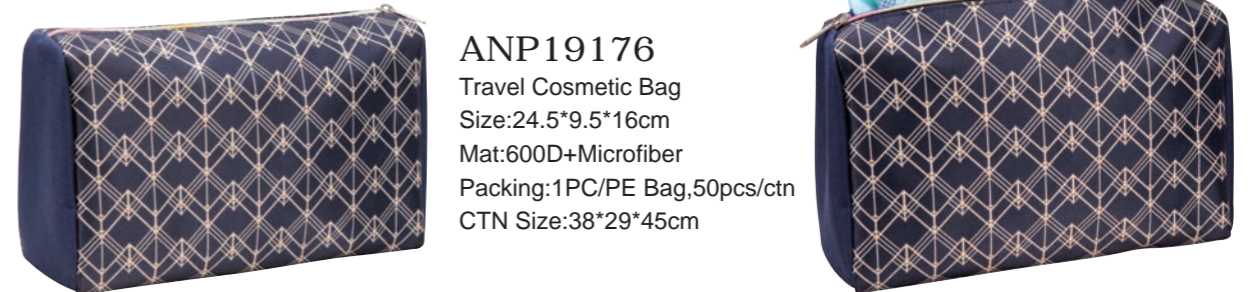 ANP19176
Travel Cosmetic Bag
Size:24.5*9.5*16cm
Mat:600D+Microfiber
Packing:1PC/PE Bag,50pcs/ctn
CTN Size:38*29*45cm